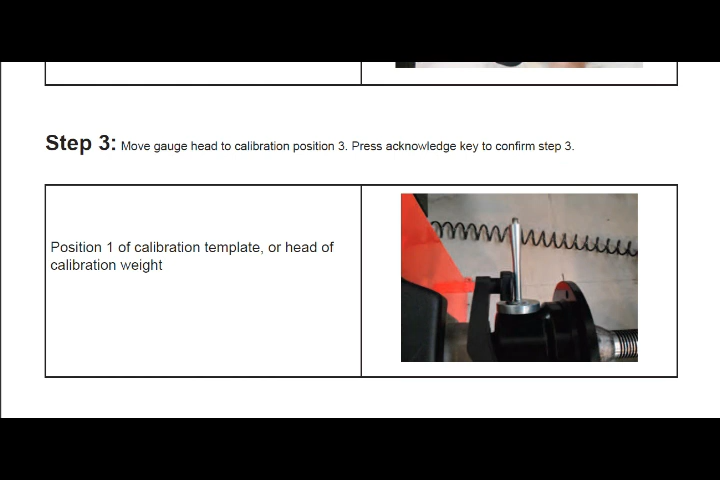 Step 3: Move gauge head to calibration position 3. Press acknowledge key to confirm step 3.
Position 1 of calibration template, or head of
calibration weight